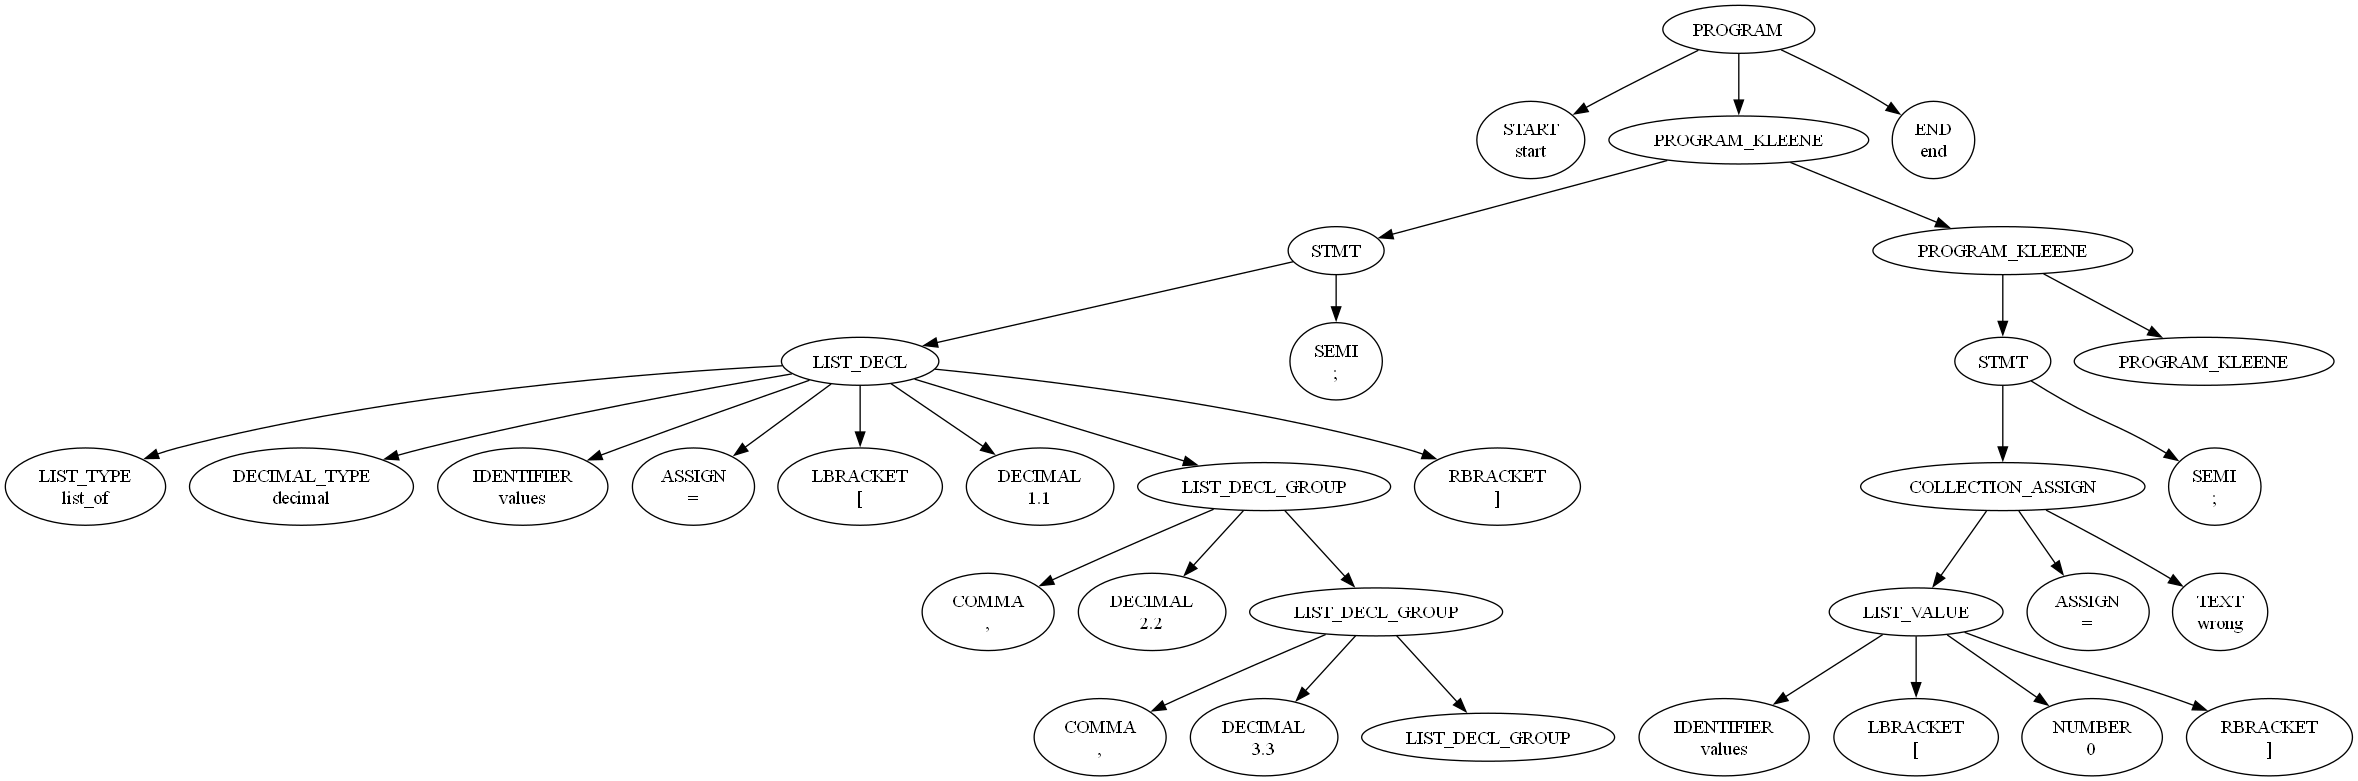 PROGRAM
START
start
PROGRAM_KLEENE
END
end
STMT
PROGRAM_KLEENE
LIST_DECL
SEMI
;
STMT
PROGRAM_KLEENE
LIST_TYPE
list_of
DECIMAL_TYPE
decimal
IDENTIFIER
values
ASSIGN
=
LBRACKET
[
DECIMAL
1.1
LIST_DECL_GROUP
RBRACKET
]
COLLECTION_ASSIGN
SEMI
;
COMMA
,
DECIMAL
2.2
LIST_DECL_GROUP
LIST_VALUE
ASSIGN
=
TEXT
wrong
COMMA
,
DECIMAL
3.3
LIST_DECL_GROUP
IDENTIFIER
values
LBRACKET
[
NUMBER
0
RBRACKET
]